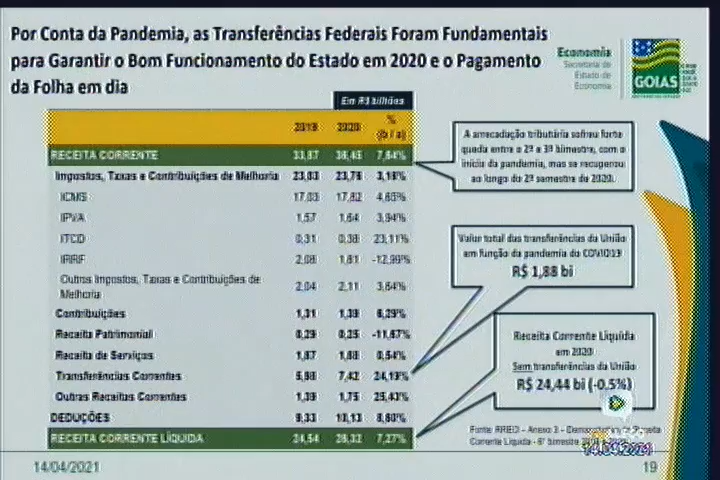 Por Conta da Pandemia, as Transferências Federais Foram Fundamentais
para Garantir o Bom Funcionamento do Estado em 2020 e o Pagamento
da Folha em dia
Economia
Secretaria de
Estado de
Economia
GOIÁS
Em R$ bilhões
2019 2020 %
(b / a)
RECEITA CORRENTE 33,87 36,45 7,64%
Impostos, Taxas e Contribuições de Melhoria 23,03 23,76 3,18%
ICMS 17,03 17,82 4,65%
IPVA 1,57 1,64 3,94%
ITCD 0,31 0,38 23,11%
IRRF 2,08 1,81 -12,99%
Outros Impostos, Taxas e Contribuições de
Melhoria 2,04 2,11 3,64%
Contribuições 1,31 1,39 6,29%
Receita Patrimonial 0,29 0,25 -11,67%
Receita de Serviços 1,87 1,88 0,54%
Transferências Correntes 5,98 7,42 24,19%
Outras Receitas Correntes 1,39 1,75 25,43%
DEDUÇÕES 9,33 10,13 8,60%
RECEITA CORRENTE LÍQUIDA 24,54 26,32 7,27%
A arrecadação tributária sofreu forte
queda entre o 2º e 3º bimestre, com o
início da pandemia, mas se recuperou
ao longo do 2º semestre de 2020.
Valor total das transferências da União
em função da pandemia do COVID19
R$ 1,88 bi
Receita Corrente Líquida
em 2020
Sem transferências da União
R$ 24,44 bi (-0,5%)
Fonte: RREO - Anexo 3 - Demonstrativo da Receita
Corrente Líquida - 6º bimestre
14.04.2021
14/04/2021
19